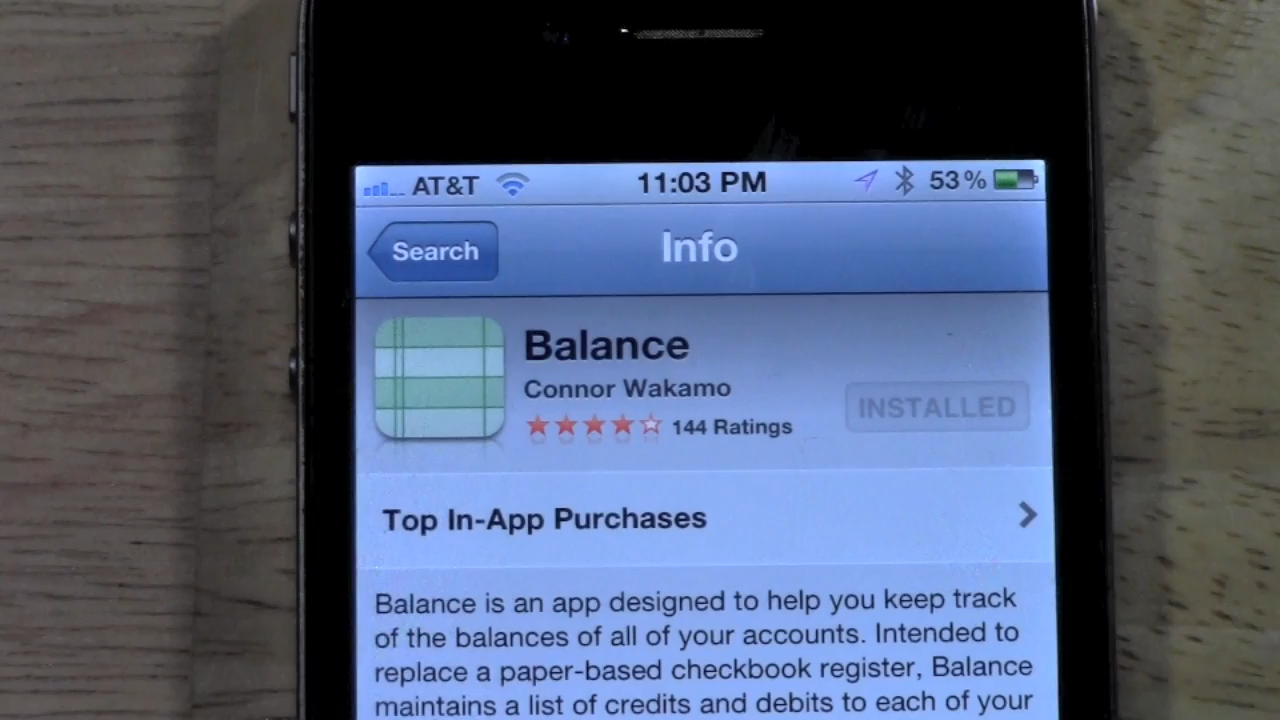 AT&T 11:03 PM 53%
Search Info
Balance
Connor Wakamo
INSTALLED
144 Ratings
Top In-App Purchases
Balance is an app designed to help you keep track
of the balances of all of your accounts. Intended to
replace a paper-based checkbook register, Balance
maintains a list of credits and debits to each of your